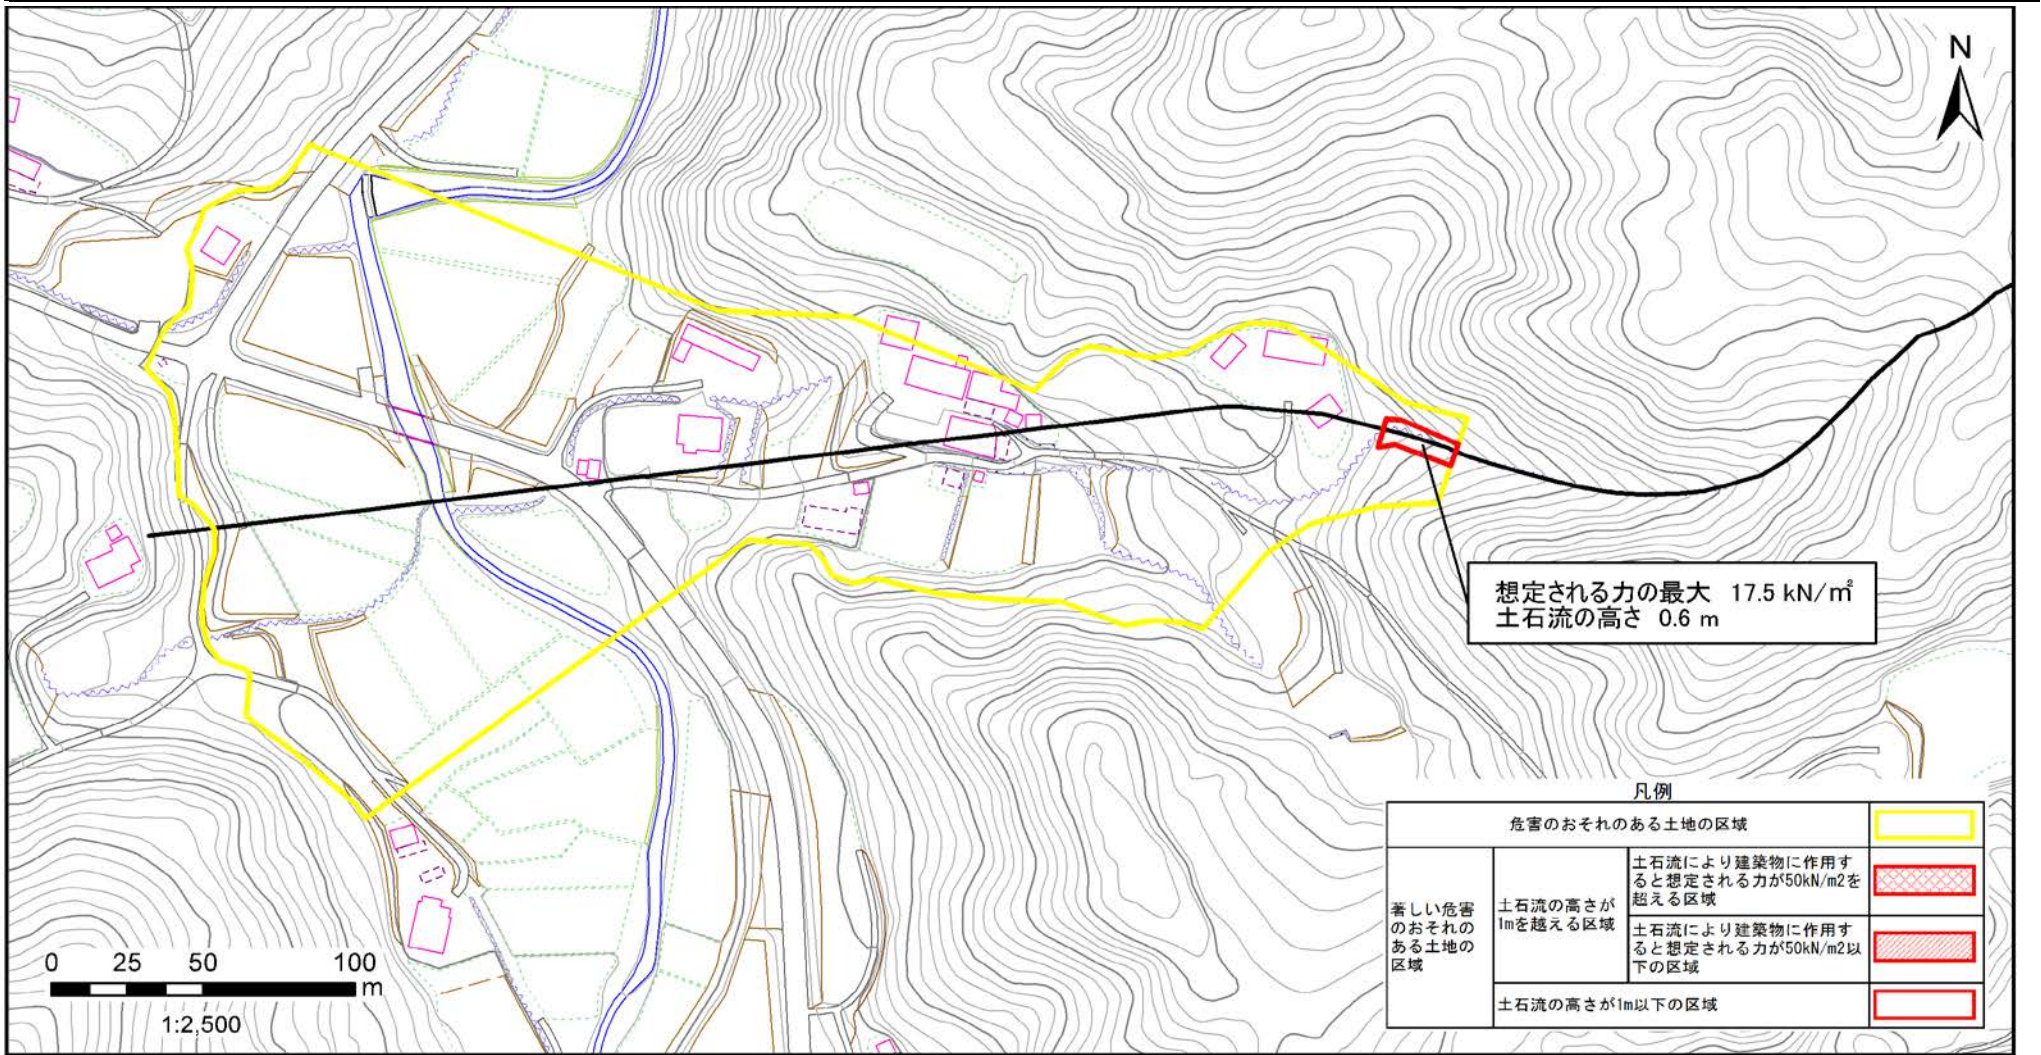 N
想定される力の最大 17.5 kN/㎡
土石流の高さ 0.6 m
凡例
危害のおそれのある土地の区域
著しい危害
のおそれの
ある土地の
区域
土石流の高さが
1mを越える区域
土石流により建築物に作用す
ると想定される力が50kN/m2を
超える区域
土石流により建築物に作用す
ると想定される力が50kN/m2以
下の区域
土石流の高さが1m以下の区域
0 25 50 100
m
1:2,500